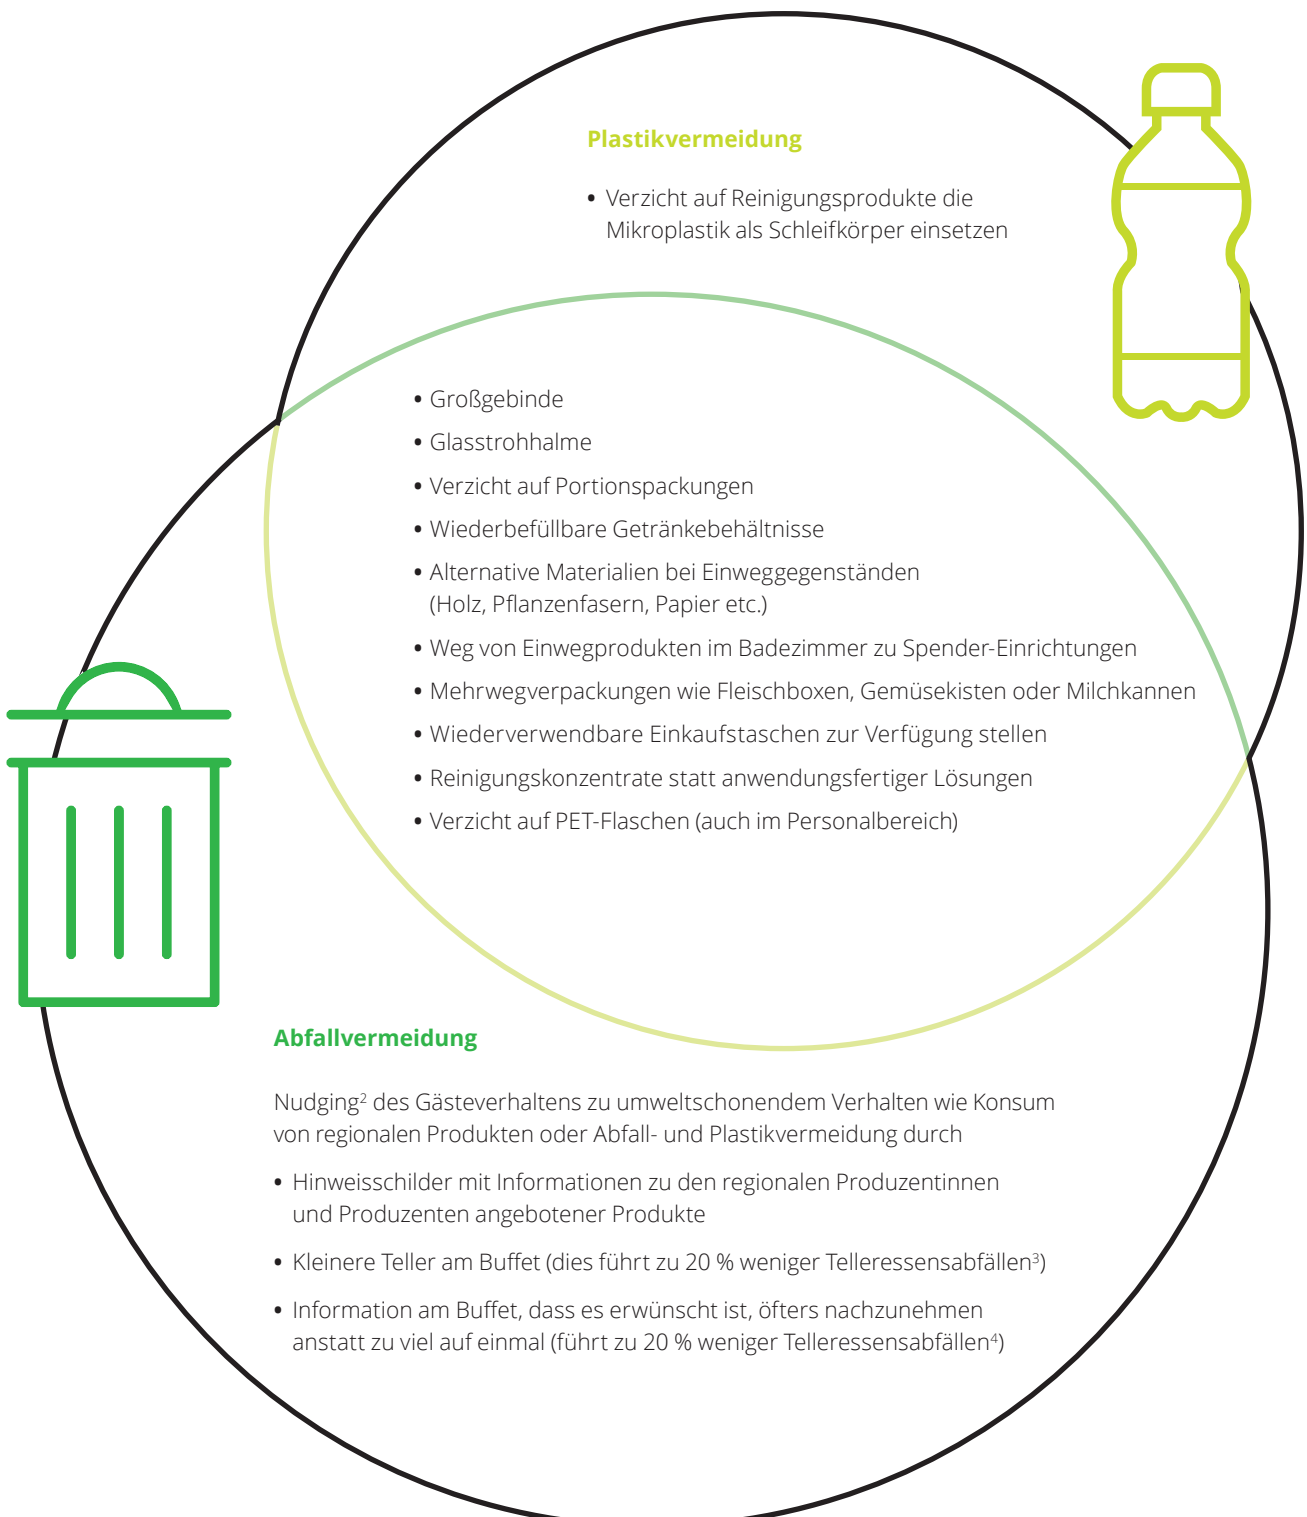 Plastikvermeidung
• Verzicht auf Reinigungsprodukte die
Mikroplastik als Schleifkörper einsetzen
• Großgebinde
• Glasstrohhalme
• Verzicht auf Portionspackungen
• Wiederbefüllbare Getränkebehältnisse
• Alternative Materialien bei Einweggegenständen
(Holz, Pflanzenfasern, Papier etc.)
• Weg von Einwegprodukten im Badezimmer zu Spender-Einrichtungen
• Mehrwegverpackungen wie Fleischboxen, Gemüsekisten oder Milchkannen
• Wiederverwendbare Einkaufstaschen zur Verfügung stellen
• Reinigungskonzentrate statt anwendungsfertiger Lösungen
• Verzicht auf PET-Flaschen (auch im Personalbereich)
Abfallvermeidung
Nudging² des Gästeverhaltens zu umweltschonendem Verhalten wie Konsum
von regionalen Produkten oder Abfall- und Plastikvermeidung durch
• Hinweisschilder mit Informationen zu den regionalen Produzentinnen
und Produzenten angebotener Produkte
• Kleinere Teller am Buffet (dies führt zu 20 % weniger Telleressensabfällen³)
• Information am Buffet, dass es erwünscht ist, öfters nachzunehmen
anstatt zu viel auf einmal (führt zu 20 % weniger Telleressensabfällen⁴)